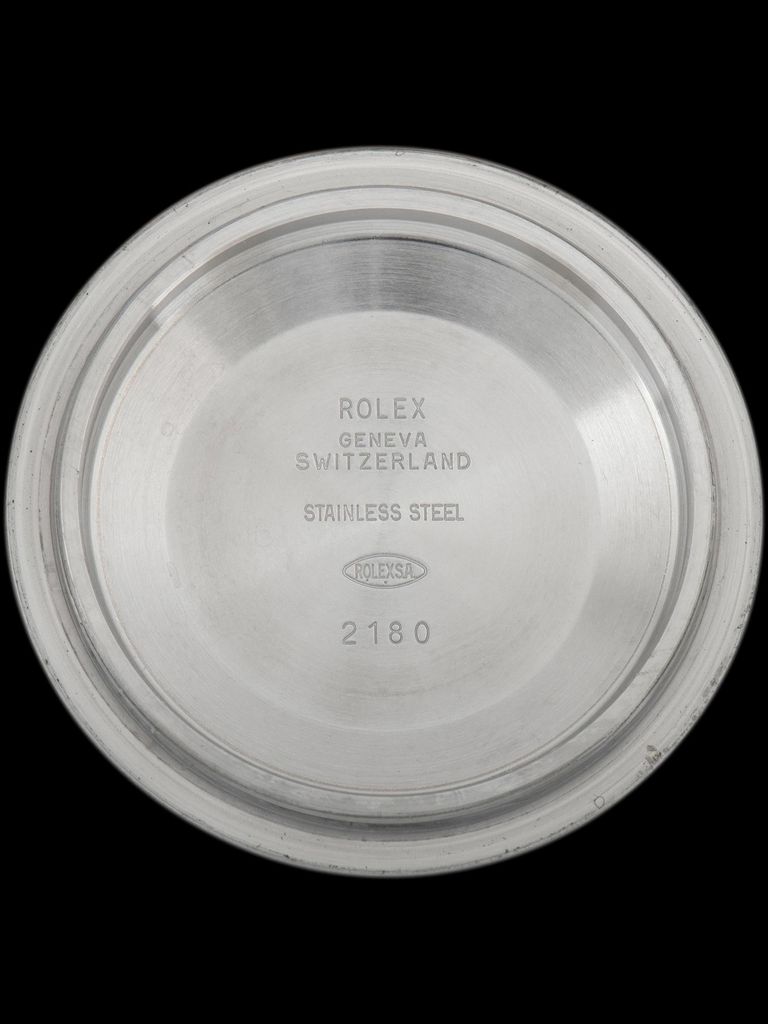 ROLEX
GENEVA
SWITZERLAND
STAINLESS STEEL
ROLEX S.A.
2180